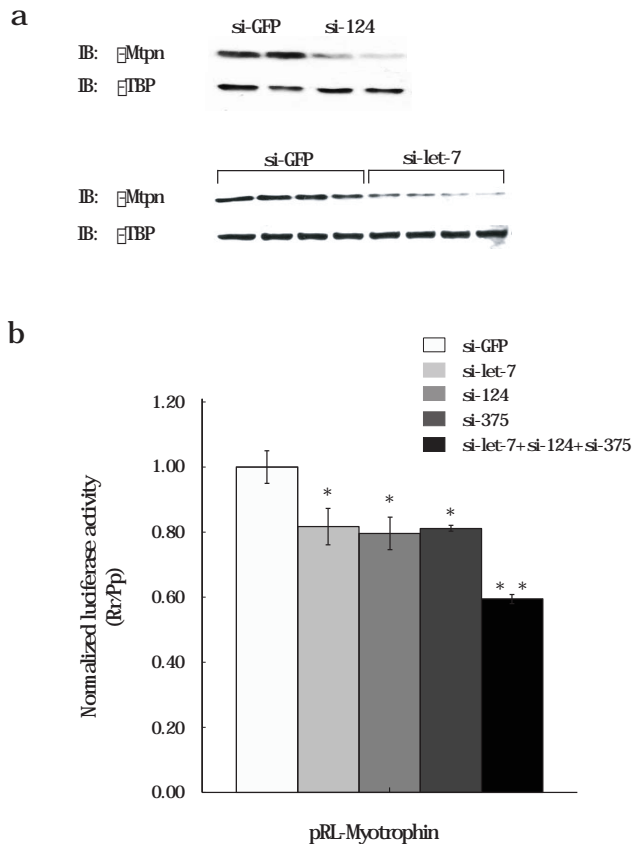 a
si-GFP si-124
IB: Mtpn
IB: TBP
si-GFP si-let-7
IB: Mtpn
IB: TBP
b
si-GFP
si-let-7
si-124
si-375
si-let-7+si-124+si-375
1.20
1.00
0.80
0.60
0.40
0.20
0.00
* * * * *
Normalized luciferase activity
(Rr/Pp)
pRL-Myotrophin